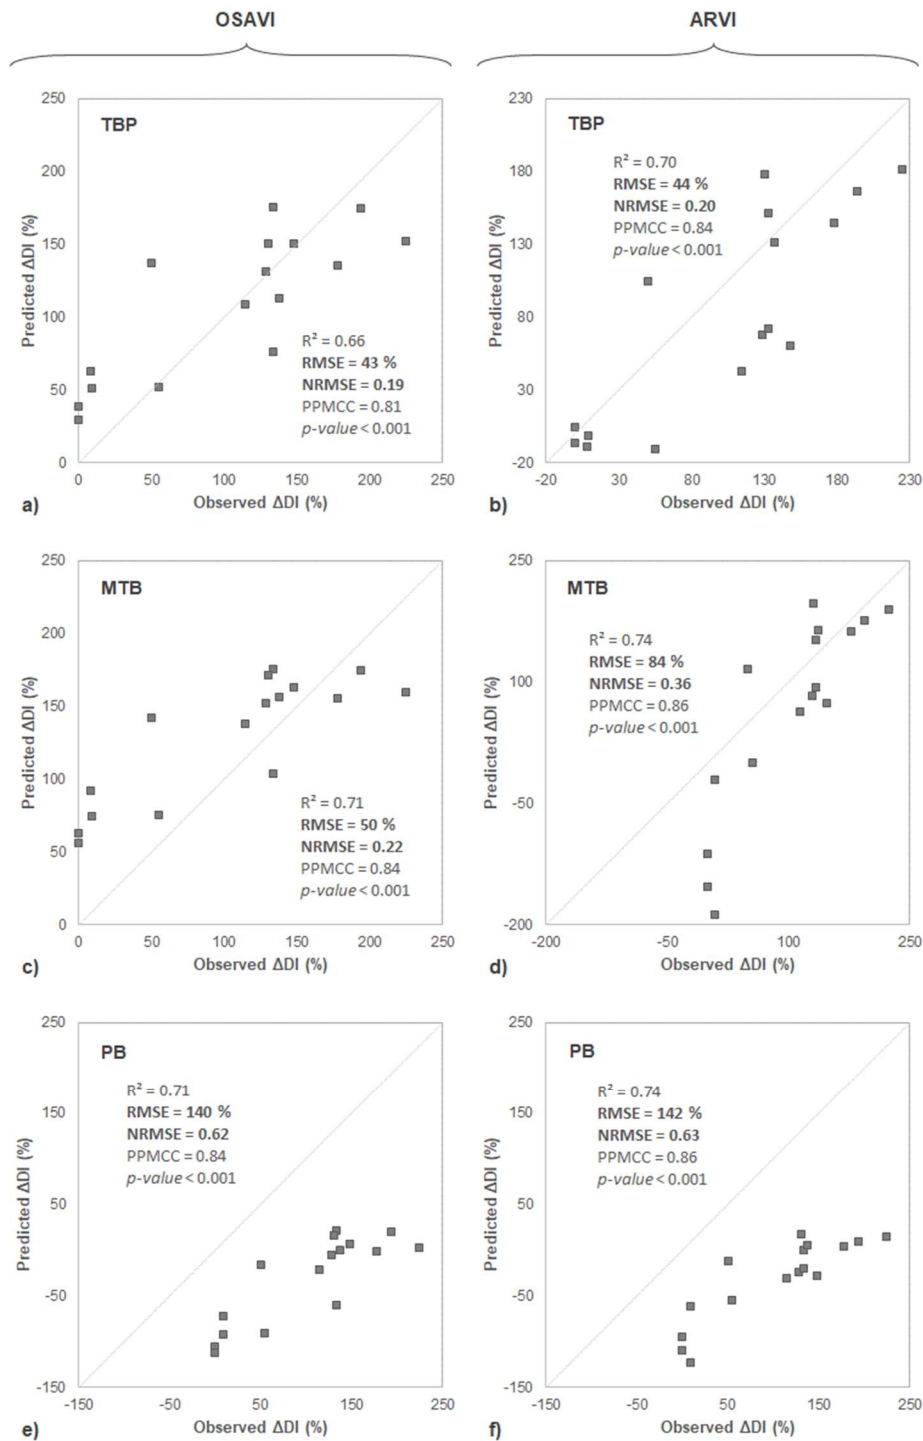 OSAVI
ARVI
TBP
250
200
150
100
50
0
Predicted ΔDI (%)
R² = 0.66
RMSE = 43 %
NRMSE = 0.19
PPMCC = 0.81
p-value < 0.001
0 50 100 150 200 250
Observed ΔDI (%)
a)
TBP
230
180
130
80
30
-20
Predicted ΔDI (%)
R² = 0.70
RMSE = 44 %
NRMSE = 0.20
PPMCC = 0.84
p-value < 0.001
-20 30 80 130 180 230
Observed ΔDI (%)
b)
MTB
250
200
150
100
50
0
Predicted ΔDI (%)
R² = 0.71
RMSE = 50 %
NRMSE = 0.22
PPMCC = 0.84
p-value < 0.001
0 50 100 150 200 250
Observed ΔDI (%)
c)
MTB
250
100
-50
-200
Predicted ΔDI (%)
R² = 0.74
RMSE = 84 %
NRMSE = 0.36
PPMCC = 0.86
p-value < 0.001
-200 -50 100 250
Observed ΔDI (%)
d)
PB
250
150
50
-50
-150
Predicted ΔDI (%)
R² = 0.71
RMSE = 140 %
NRMSE = 0.62
PPMCC = 0.84
p-value < 0.001
-150 -50 50 150 250
Observed ΔDI (%)
e)
PB
250
150
50
-50
-150
Predicted ΔDI (%)
R² = 0.74
RMSE = 142 %
NRMSE = 0.63
PPMCC = 0.86
p-value < 0.001
-150 -50 50 150 250
Observed ΔDI (%)
f)